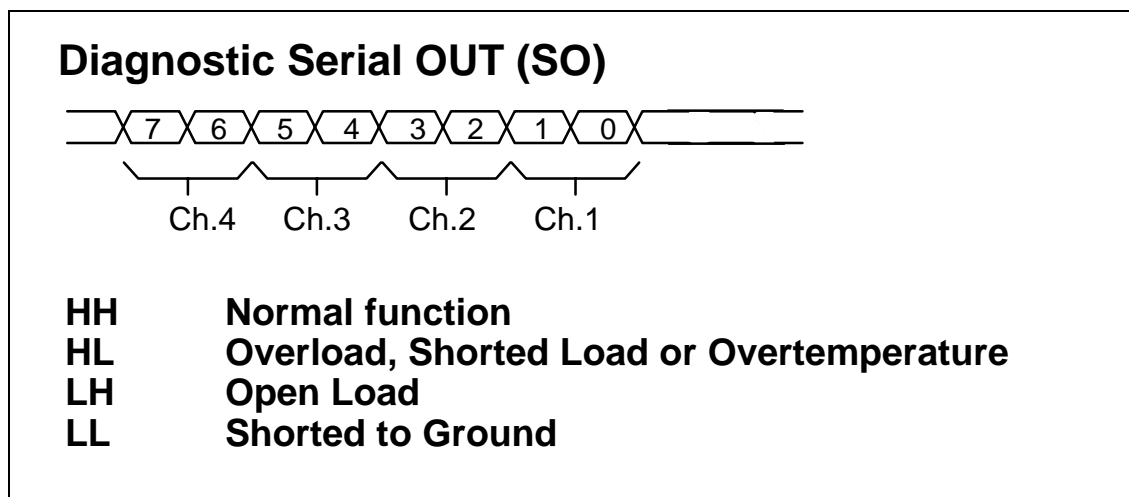 Diagnostic Serial OUT (SO)
7 6 5 4 3 2 1 0
Ch.4 Ch.3 Ch.2 Ch.1
HH Normal function
HL Overload, Shorted Load or Overtemperature
LH Open Load
LL Shorted to Ground